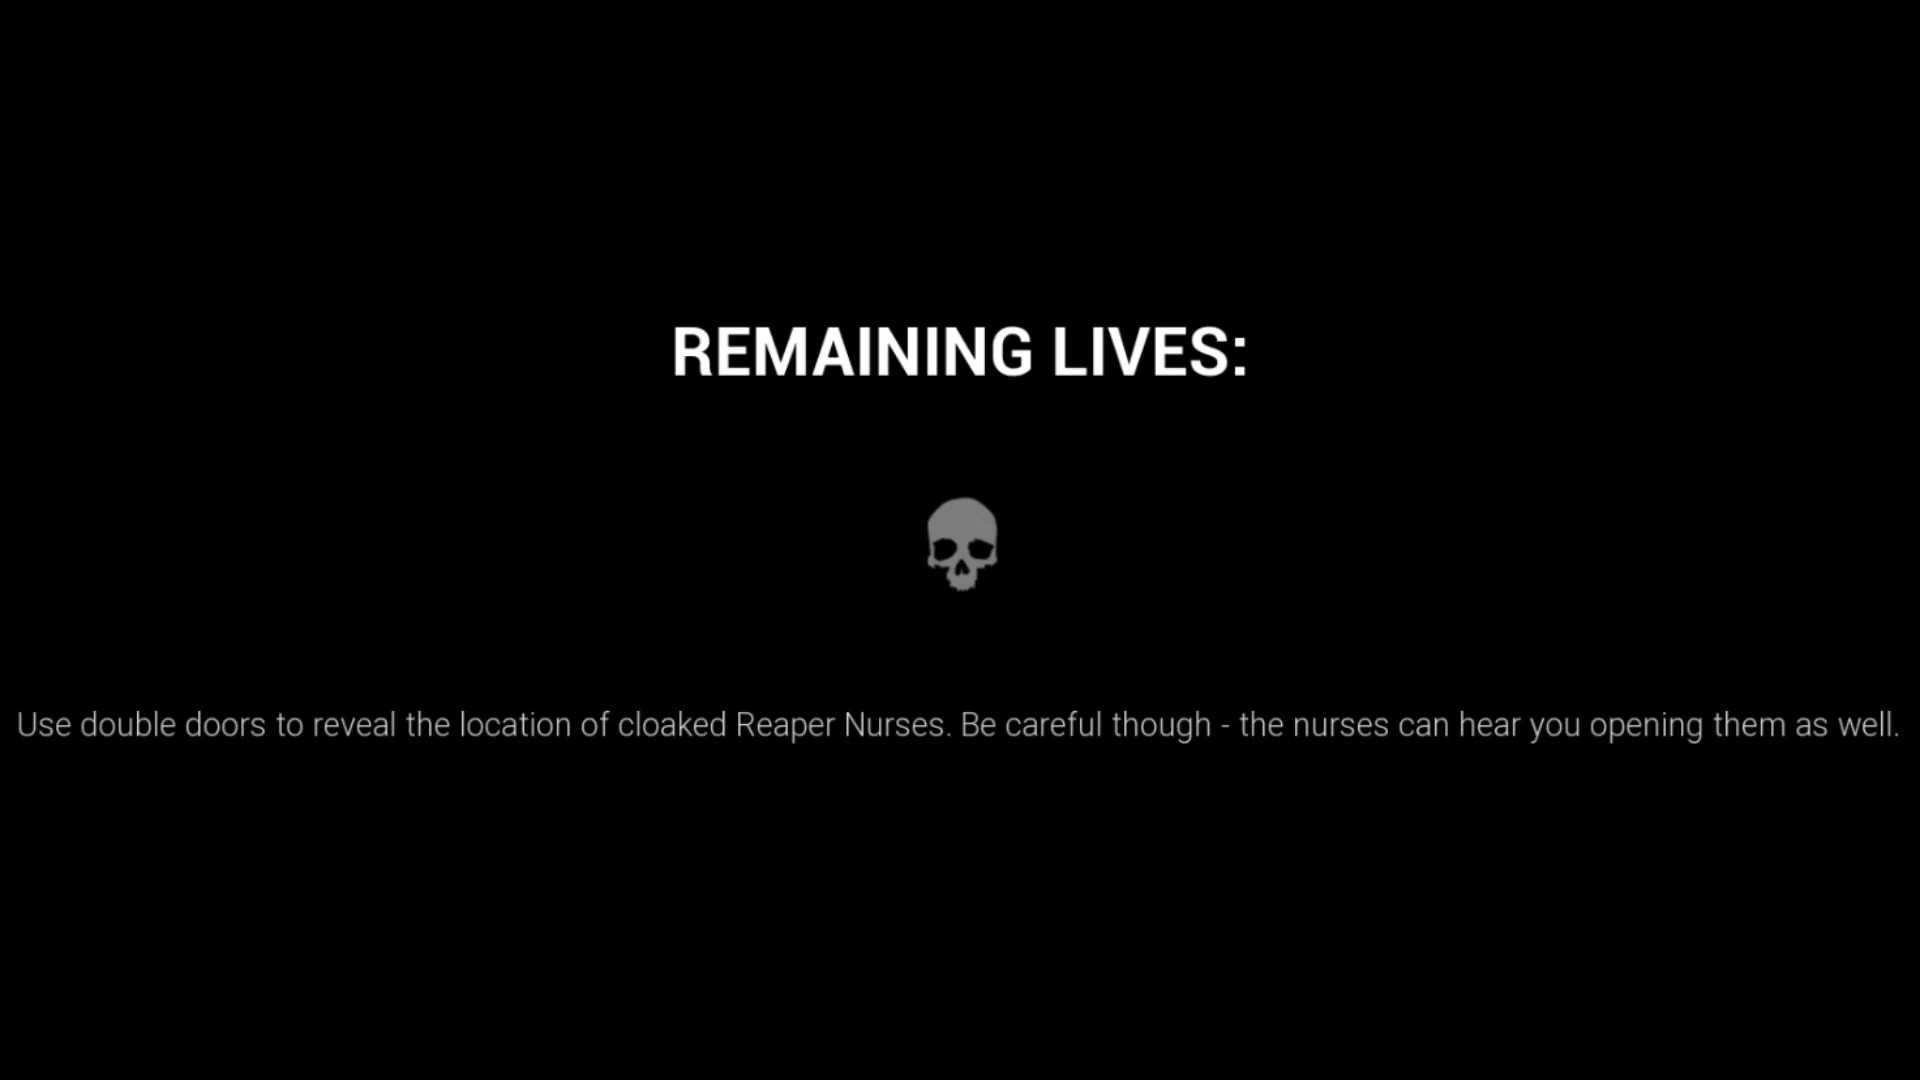 REMAINING LIVES:
Use double doors to reveal the location of cloaked Reaper Nurses. Be careful though - the nurses can hear you opening them as well.